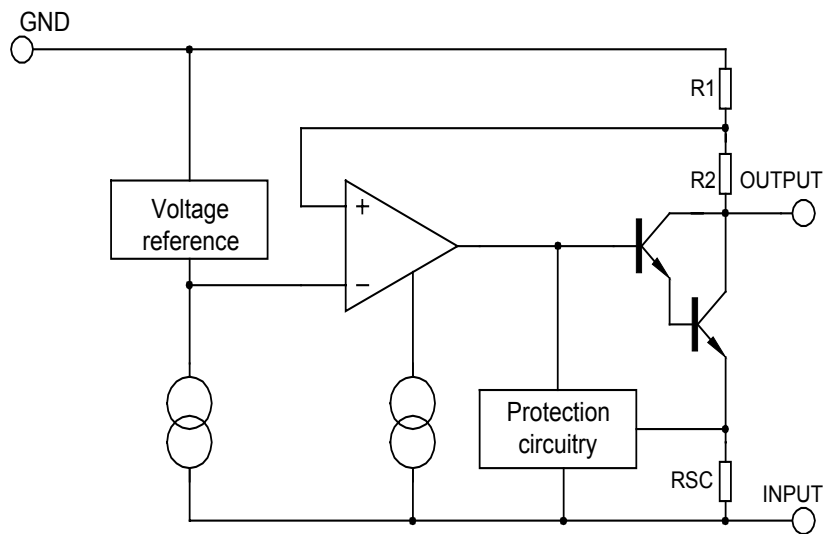 GND
R1
R2
OUTPUT
Voltage
reference
+
−
Protection
circuitry
RSC
INPUT